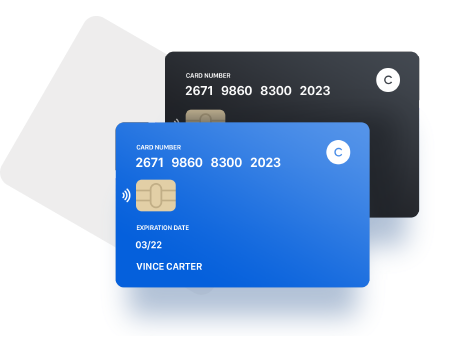 CARD NUMBER
2671 9860 8300 2023
C
CARD NUMBER
2671 9860 8300 2023
C
EXPIRATION DATE
03/22
VINCE CARTER